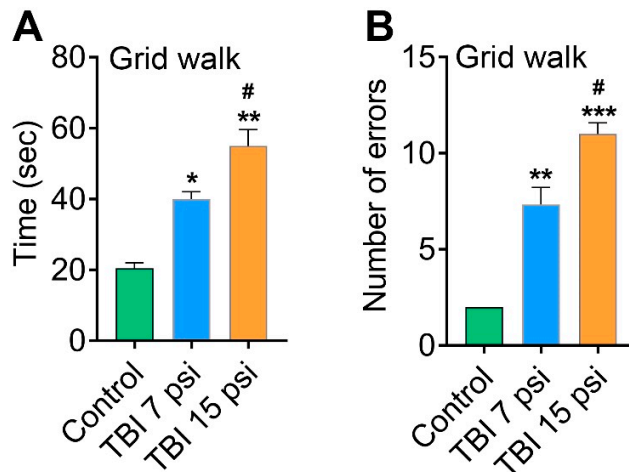 A
Grid walk
Time (sec)
80
60
40
20
0
*
#
**
Control
TBI 7 psi
TBI 15 psi
B
Grid walk
Number of errors
15
10
5
0
**
#
***
Control
TBI 7 psi
TBI 15 psi